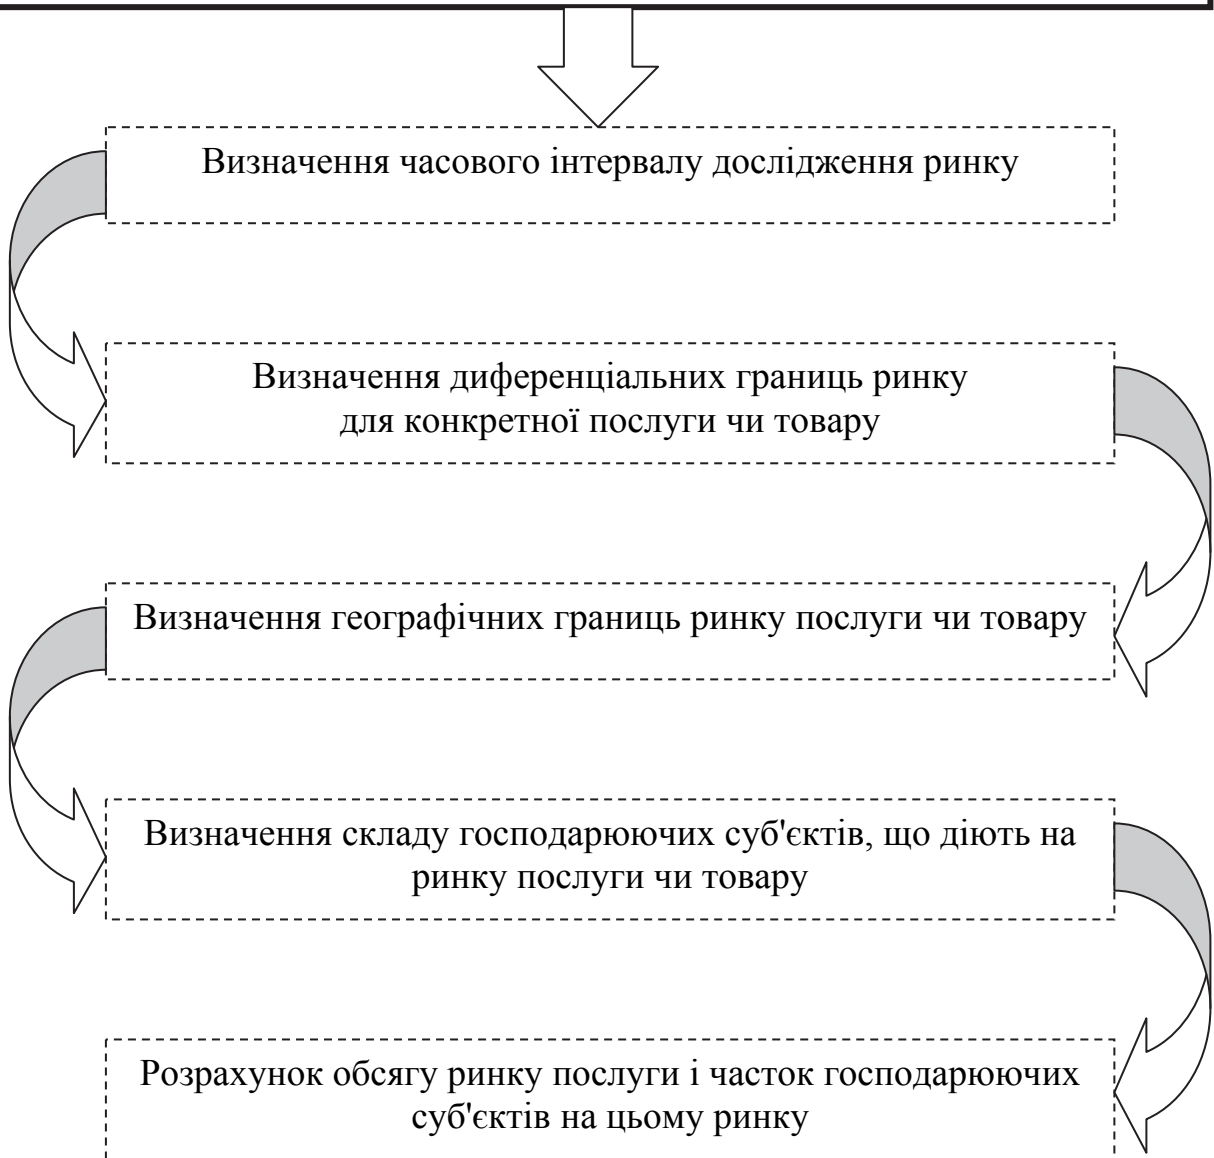 Визначення часового інтервалу дослідження ринку
Визначення диференціальних границь ринку
для конкретної послуги чи товару
Визначення географічних границь ринку послуги чи товару
Визначення складу господарюючих суб'єктів, що діють на
ринку послуги чи товару
Розрахунок обсягу ринку послуги і часток господарюючих
суб'єктів на цьому ринку